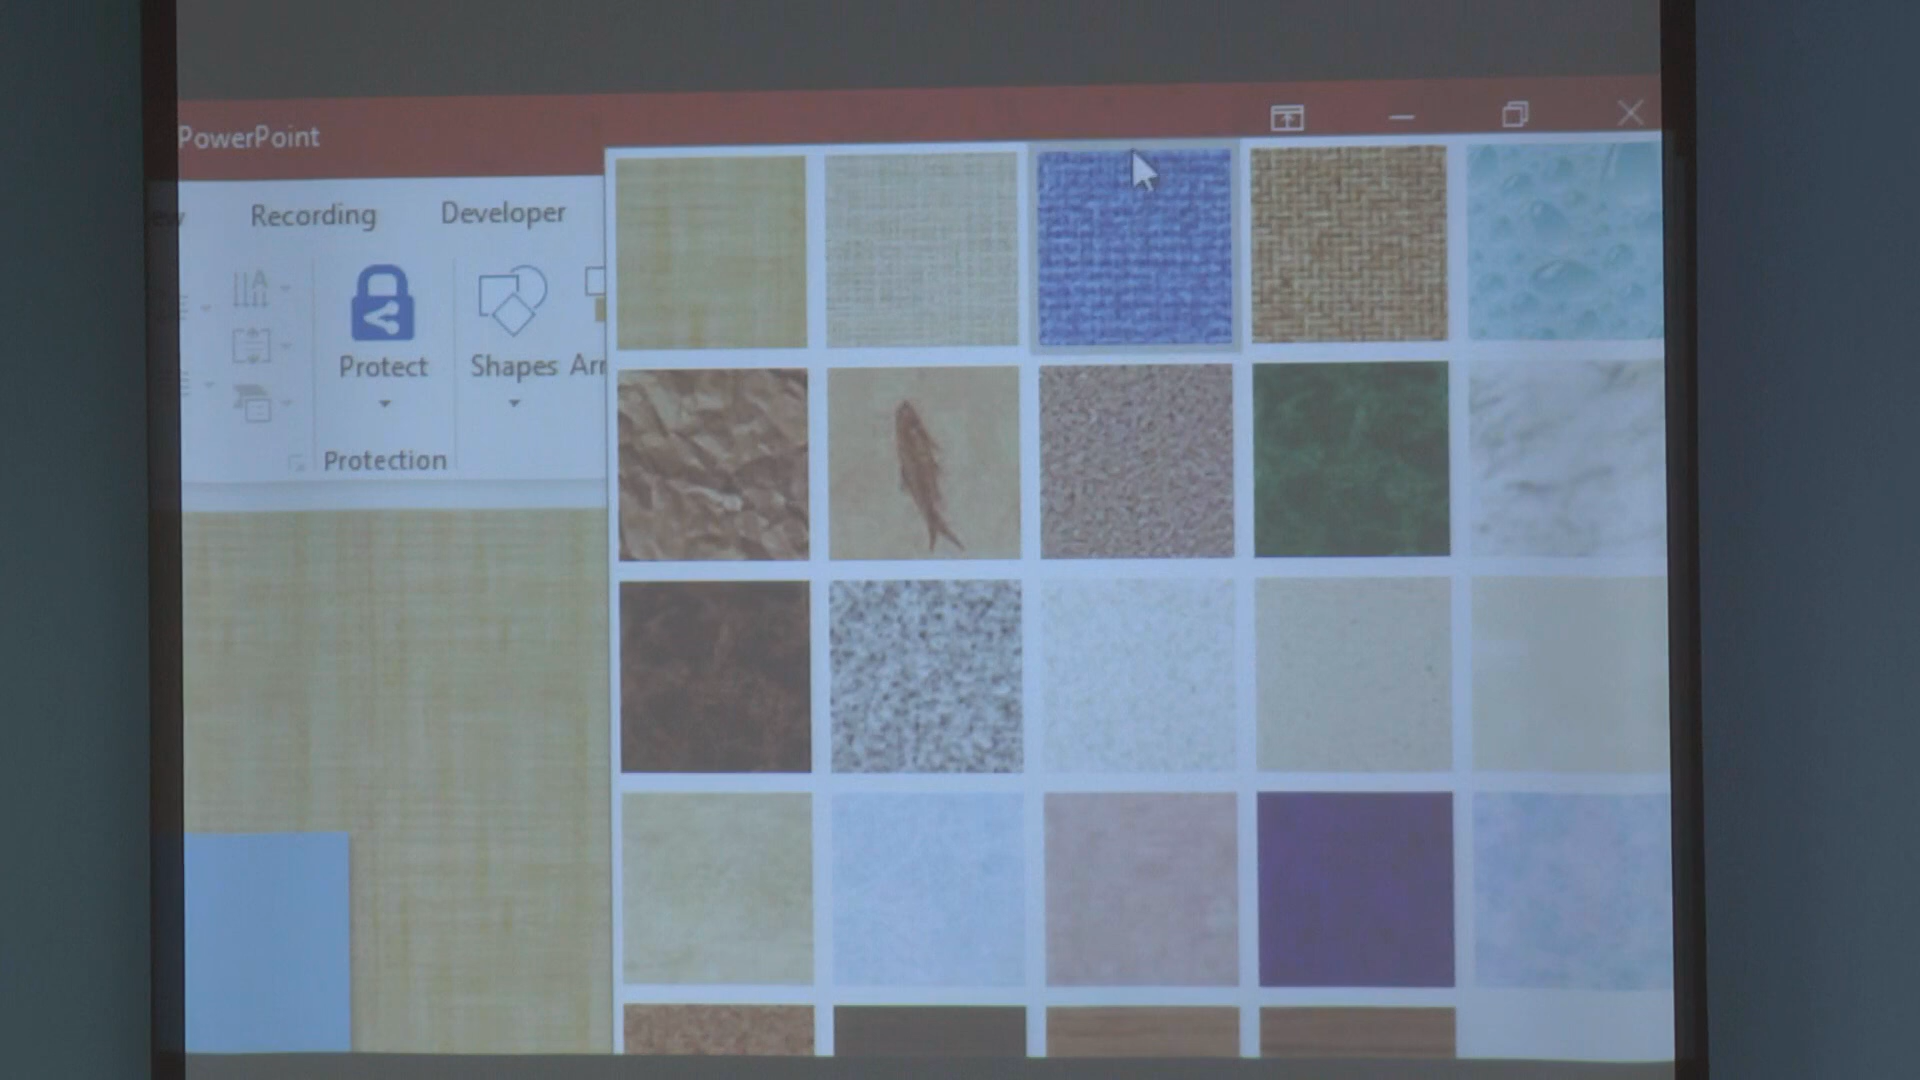 PowerPoint
Recording Developer
Protect
Shapes
Protection